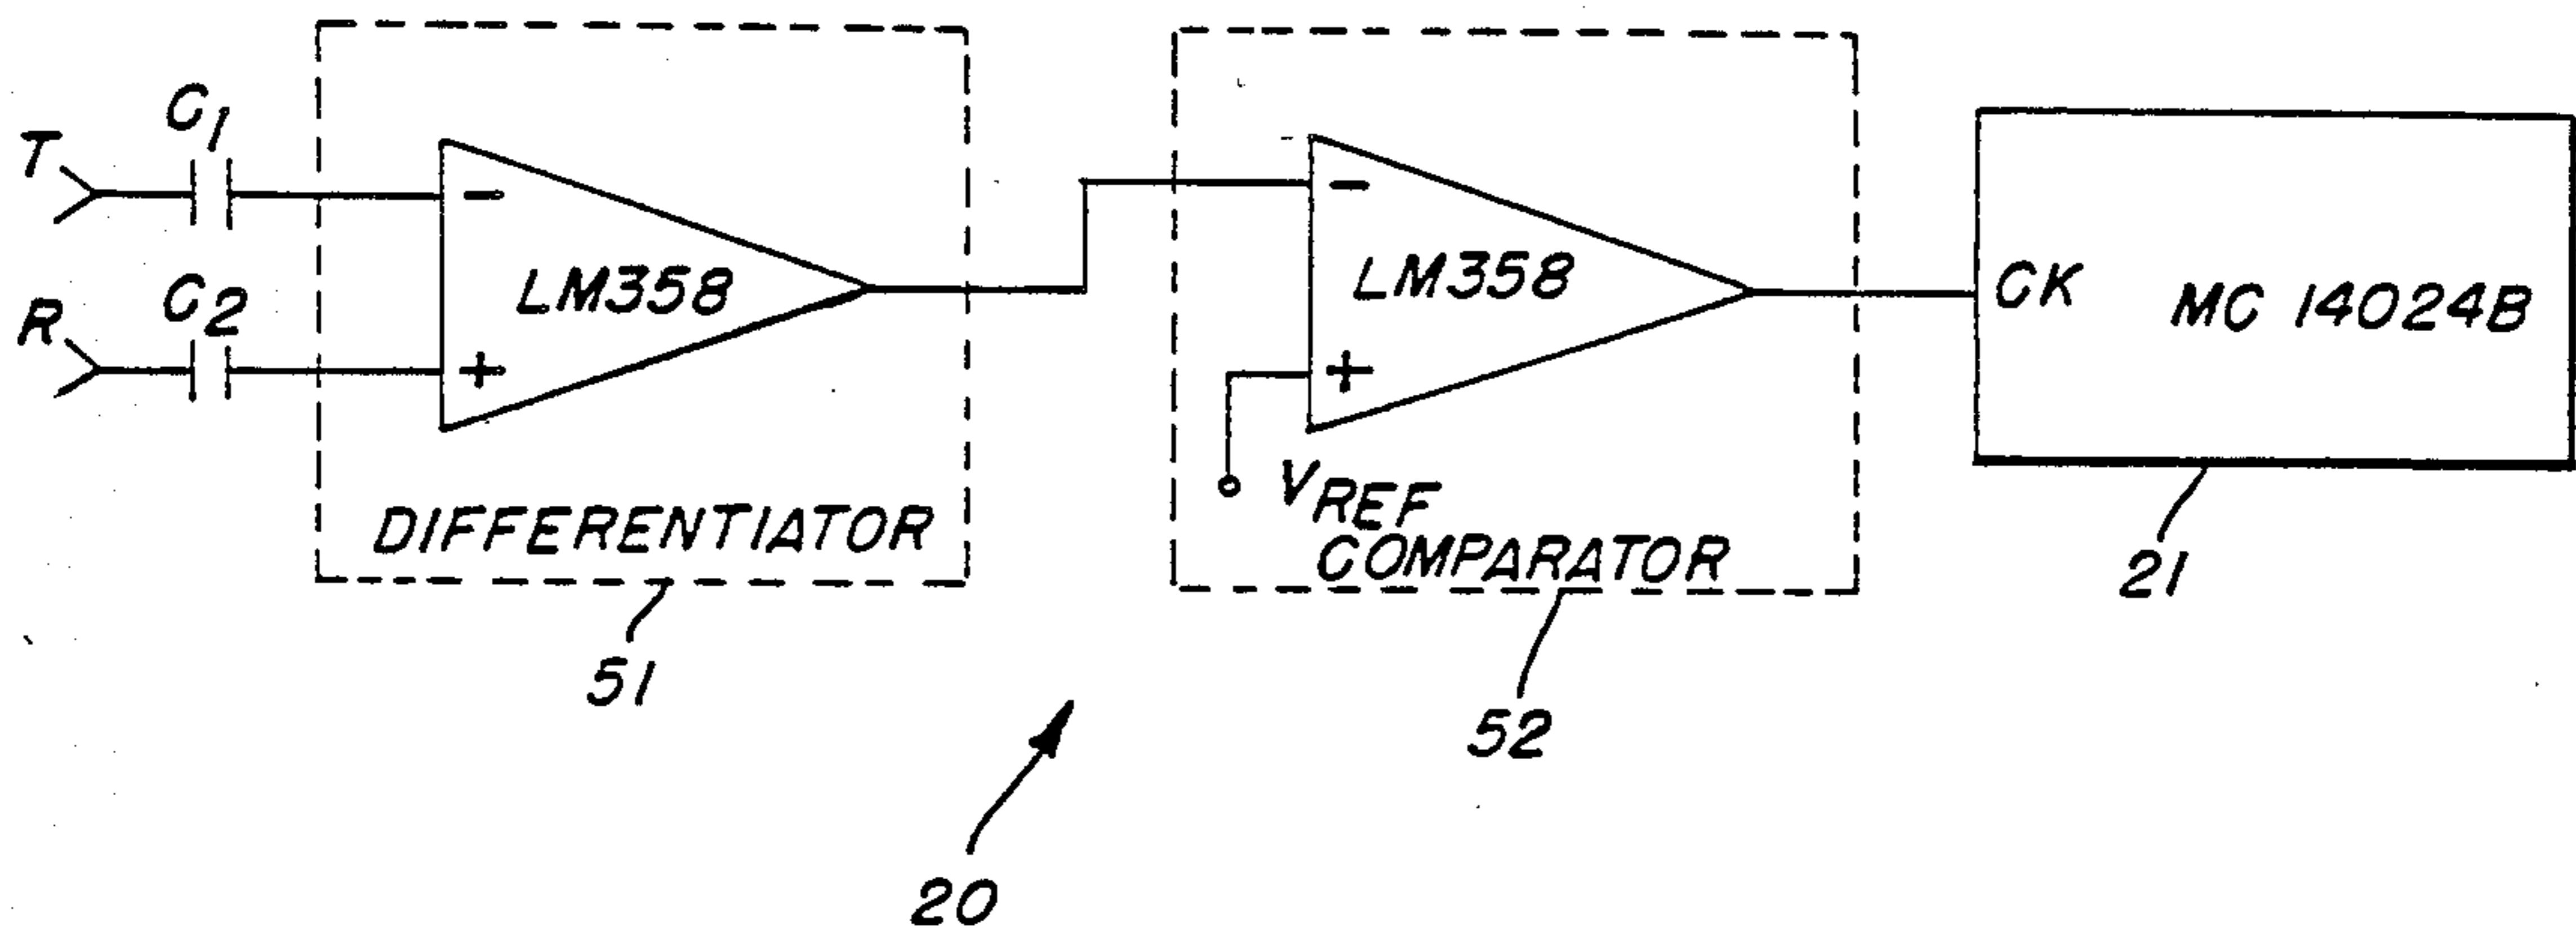 T
C1
R
C2
-
+
LM358
DIFFERENTIATOR
51
-
+
LM358
VREF
COMPARATOR
52
CK
MC 14024B
21
20